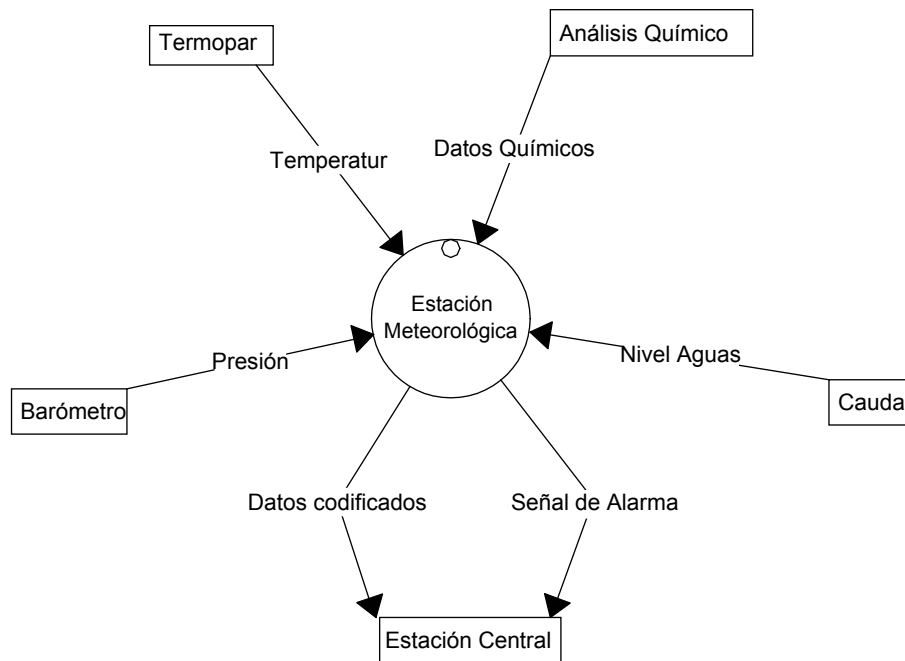 Termopar
Análisis Químico
Temperatur
Datos Químicos
Estación
Meteorológica
Presión
Nivel Aguas
Barómetro
Cauda
Datos codificados
Señal de Alarma
Estación Central